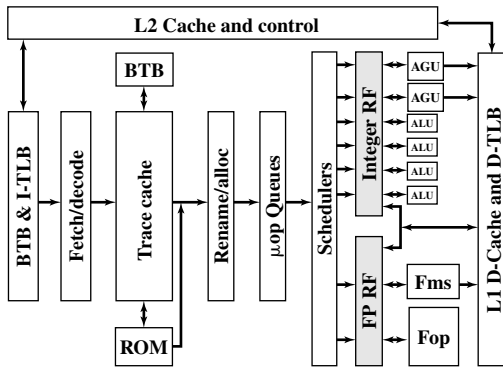 L2 Cache and control
BTB & I-TLB
Fetch/decode
BTB
Trace cache
ROM
Rename/alloc
µop Queues
Schedulers
Integer RF
FP RF
AGU
AGU
ALU
ALU
ALU
ALU
Fms
Fop
L1 D-Cache and D-TLB